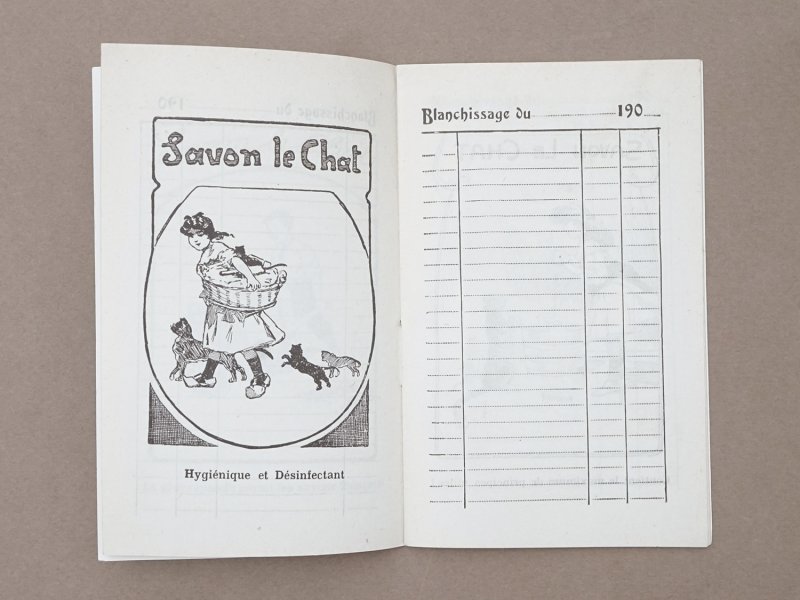 Savon le Chat
Hygiénique et Désinfectant
Blanchissage du 190